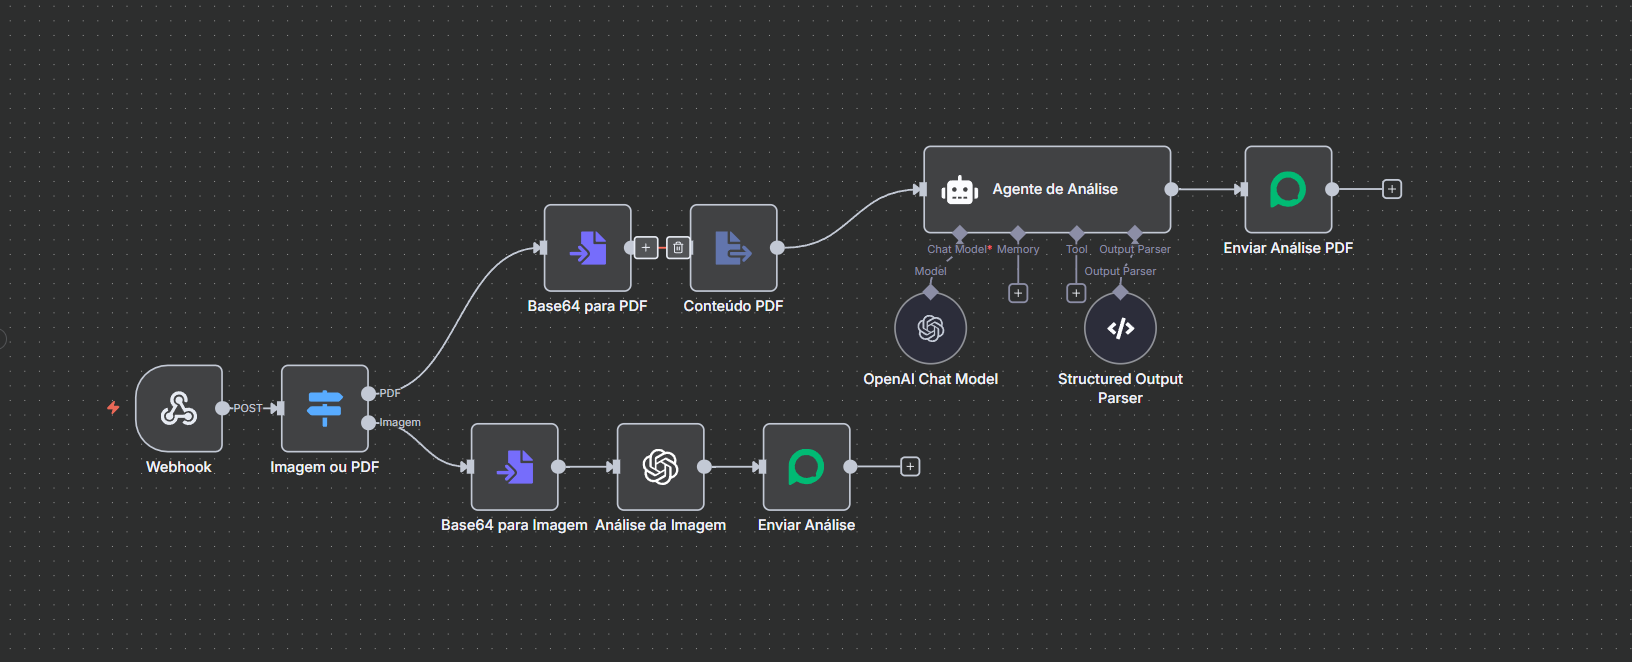 Agente de Análise
Chat Model*
Memory
Tool
Output Parser
Enviar Análise PDF
Model
Output Parser
Base64 para PDF
Conteúdo PDF
OpenAI Chat Model
Structured Output
Parser
PDF
POST
Imagem
Webhook
Imagem ou PDF
Base64 para Imagem
Análise da Imagem
Enviar Análise